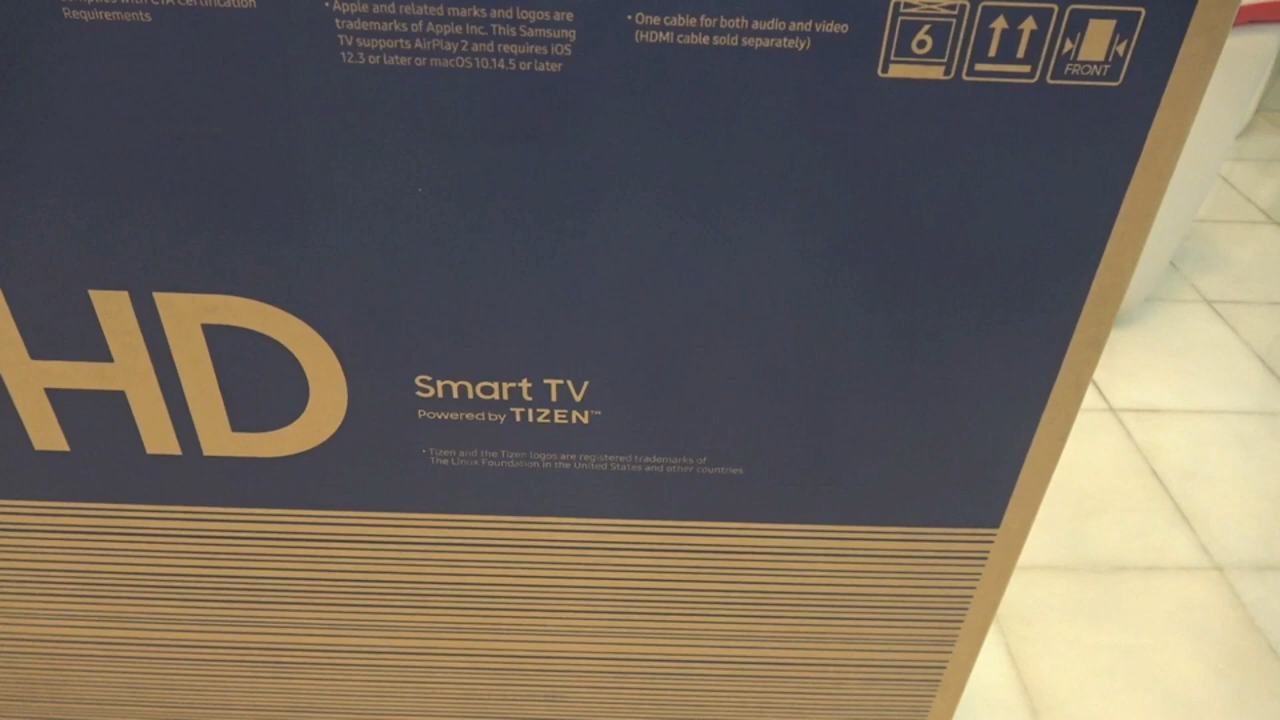 with CTA Certification
Requirements
• Apple and related marks and logos are
trademarks of Apple Inc. This Samsung
TV supports AirPlay 2 and requires iOS
12.3 or later or macOS 10.14.5 or later
• One cable for both audio and video
(HDMI cable sold separately)
6
FRONT
HD
Smart TV
Powered by TIZEN™
• Tizen and the Tizen logos are registered trademarks of
The Linux Foundation in the United States and other countries